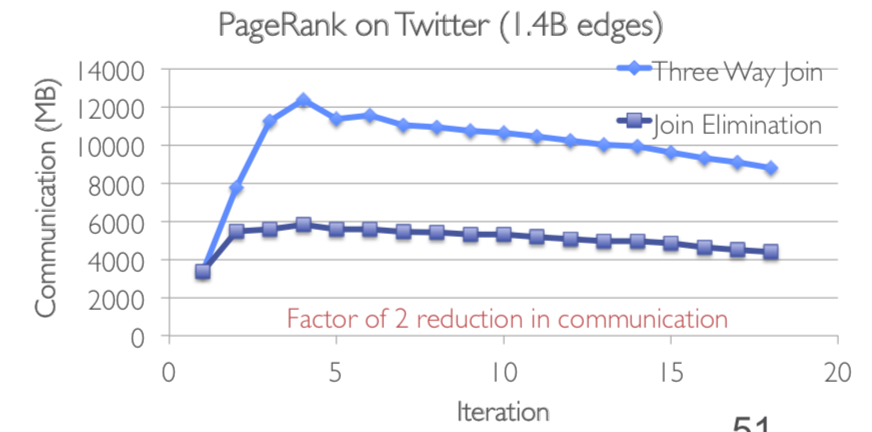 PageRank on Twitter (1.4B edges)
Communication (MB)
14000
12000
10000
8000
6000
4000
2000
0
Three Way Join
Join Elimination
Factor of 2 reduction in communication
0 5 10 15 20
Iteration
51